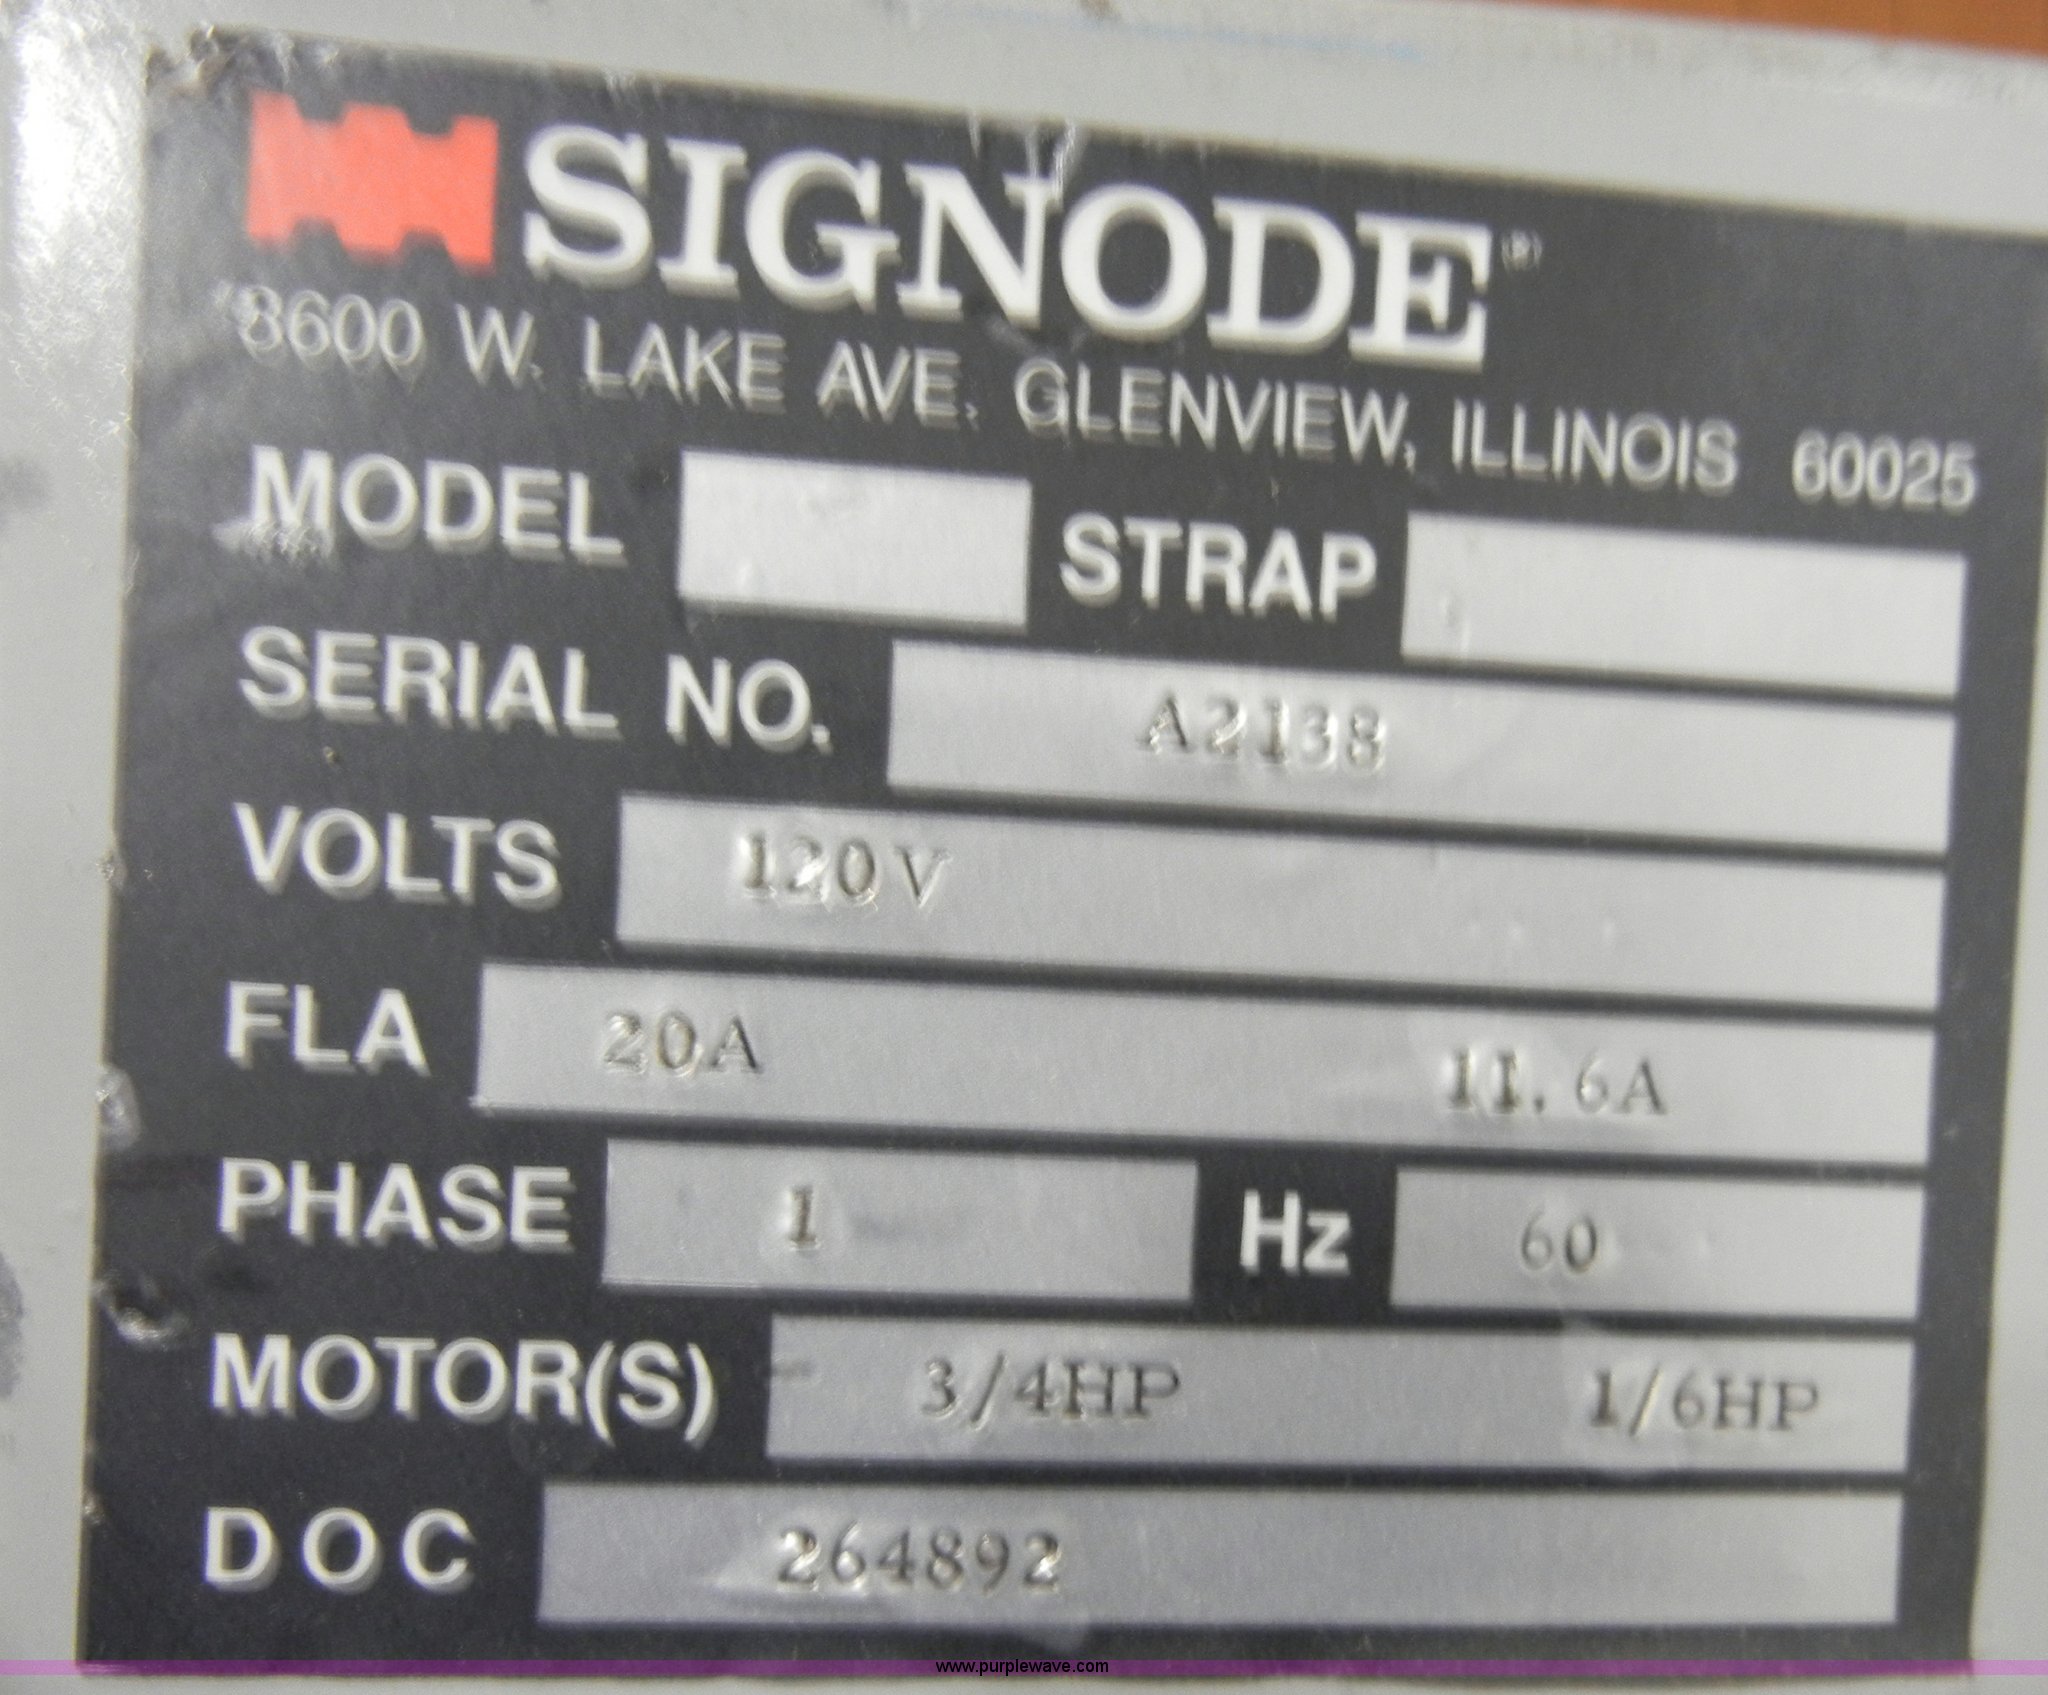 SIGNODE®
8600 W. LAKE AVE. GLENVIEW, ILLINOIS 60025
MODEL STRAP
SERIAL NO. A2138
VOLTS 120V
FLA 20A 11.6A
PHASE 1 Hz 60
MOTOR(S) 3/4HP 1/6HP
DOC 264892
www.purplewave.com